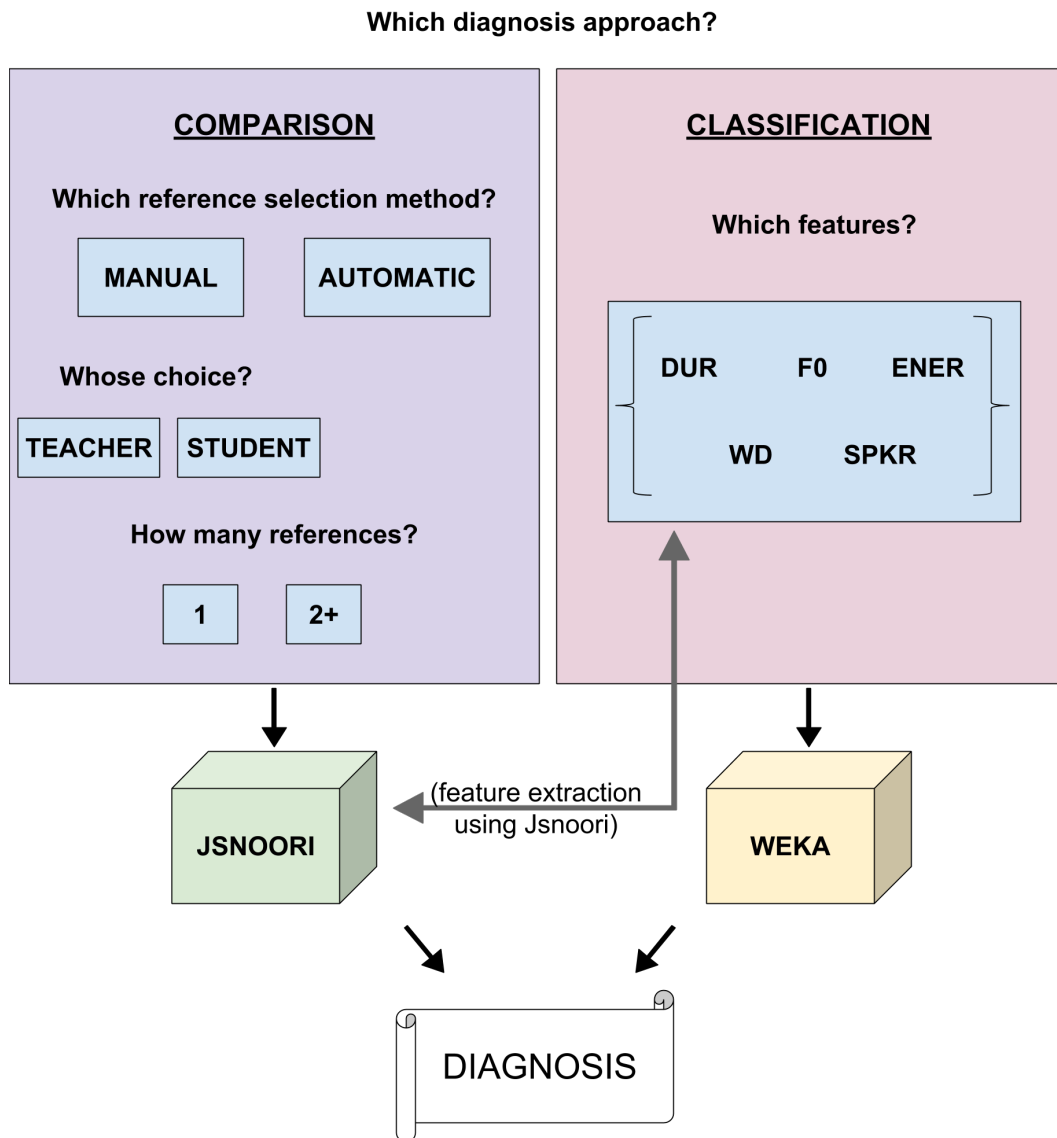 Which diagnosis approach?
COMPARISON
Which reference selection method?
MANUAL
AUTOMATIC
Whose choice?
TEACHER
STUDENT
How many references?
1
2+
CLASSIFICATION
Which features?
DUR
F0
ENER
WD
SPKR
(feature extraction
using Jsnoori)
JSNOORI
WEKA
DIAGNOSIS